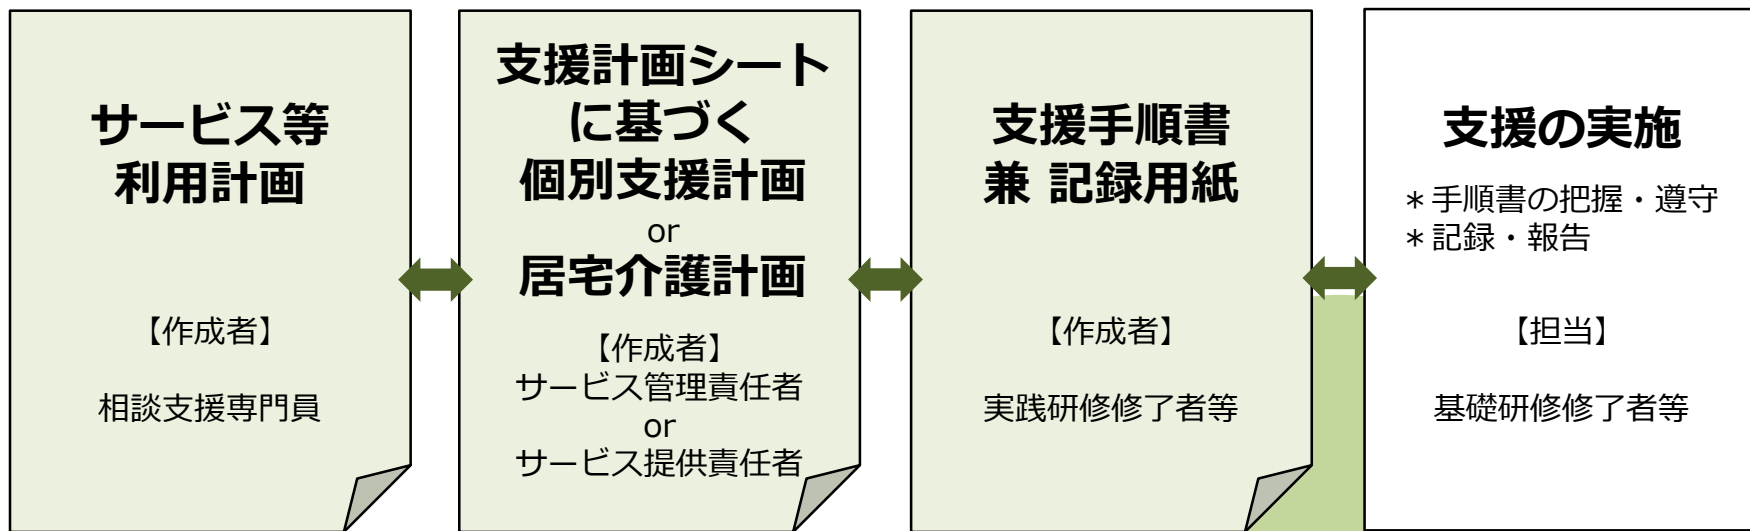 サービス等
利用計画
【作成者】
相談支援専門員
支援計画シート
に基づく
個別支援計画
or
居宅介護計画
【作成者】
サービス管理責任者
or
サービス提供責任者
支援手順書
兼 記録用紙
【作成者】
実践研修修了者等
支援の実施
＊手順書の把握・遵守
＊記録・報告
【担当】
基礎研修修了者等